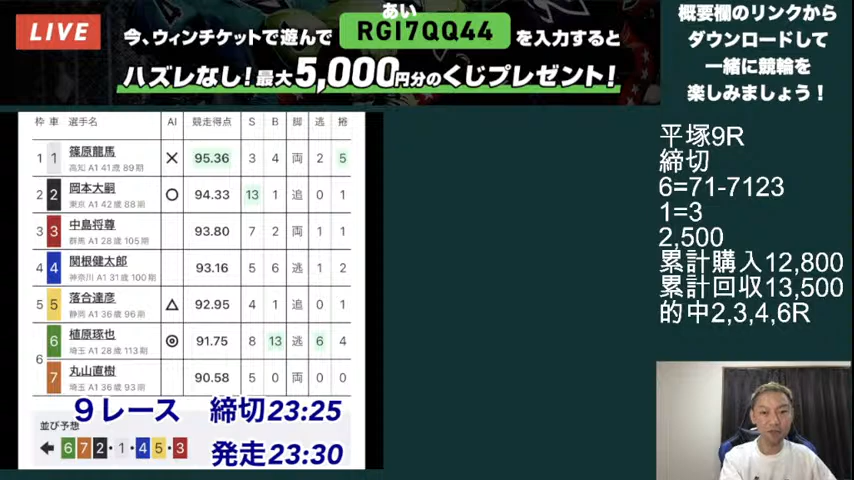 LIVE
今、ウィンチケットで遊んで RGI7QQ44 を入力すると
あい
ハズレなし!最大5,000円分のくじプレゼント!
概要欄のリンクから
ダウンロードして
一緒に競輪を
楽しみましょう!
枠 車 選手名 AI 競走得点 S B 脚 逃 捲
1 1 篠原龍馬 × 95.36 3 4 両 2 5
高知 A1 41歳 89期
2 2 岡本大嗣 ○ 94.33 13 1 追 0 1
東京 A1 42歳 88期
3 3 中島将尊 93.80 7 2 両 1 1
群馬 A1 28歳 105期
4 4 関根健太郎 93.16 5 6 逃 1 2
神奈川 A1 31歳 100期
5 5 落合達彦 △ 92.95 4 1 追 0 1
静岡 A1 36歳 96期
6 6 植原琢也 ◎ 91.75 8 13 逃 6 4
埼玉 A1 28歳 113期
7 丸山直樹 90.58 5 0 両 0 0
埼玉 A1 36歳 93期
9レース 締切23:25
並び予想
← 6 7 2・1・4 5・3
発走23:30
平塚9R
締切
6=71-7123
1=3
2,500
累計購入12,800
累計回収13,500
的中2,3,4,6R